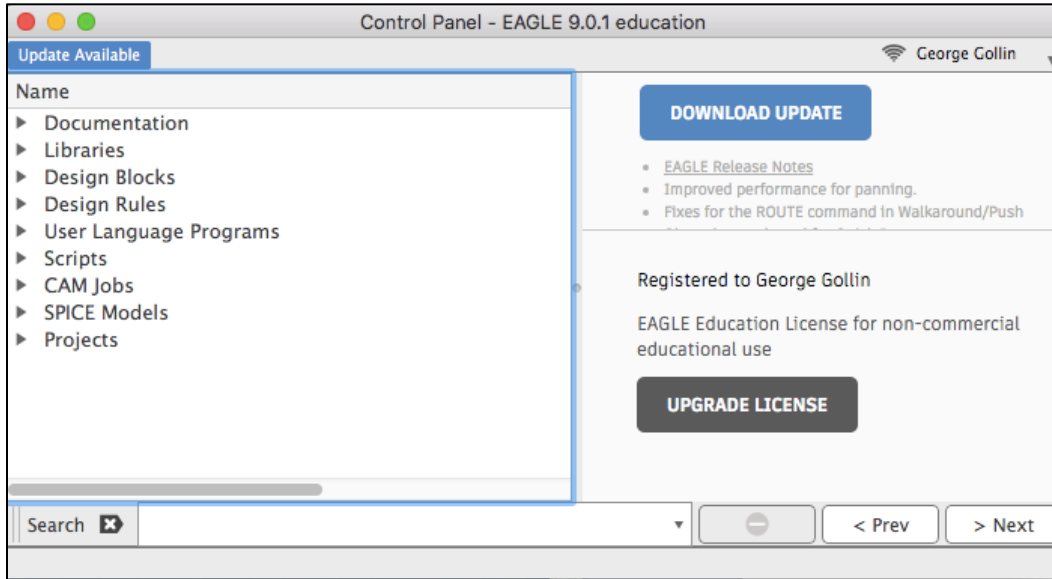 Control Panel - EAGLE 9.0.1 education
Update Available
George Gollin
Name
Documentation
Libraries
Design Blocks
Design Rules
User Language Programs
Scripts
CAM Jobs
SPICE Models
Projects
DOWNLOAD UPDATE
EAGLE Release Notes
Improved performance for panning.
Fixes for the ROUTE command in Walkaround/Push
Registered to George Gollin
EAGLE Education License for non-commercial
educational use
UPGRADE LICENSE
Search
< Prev
> Next